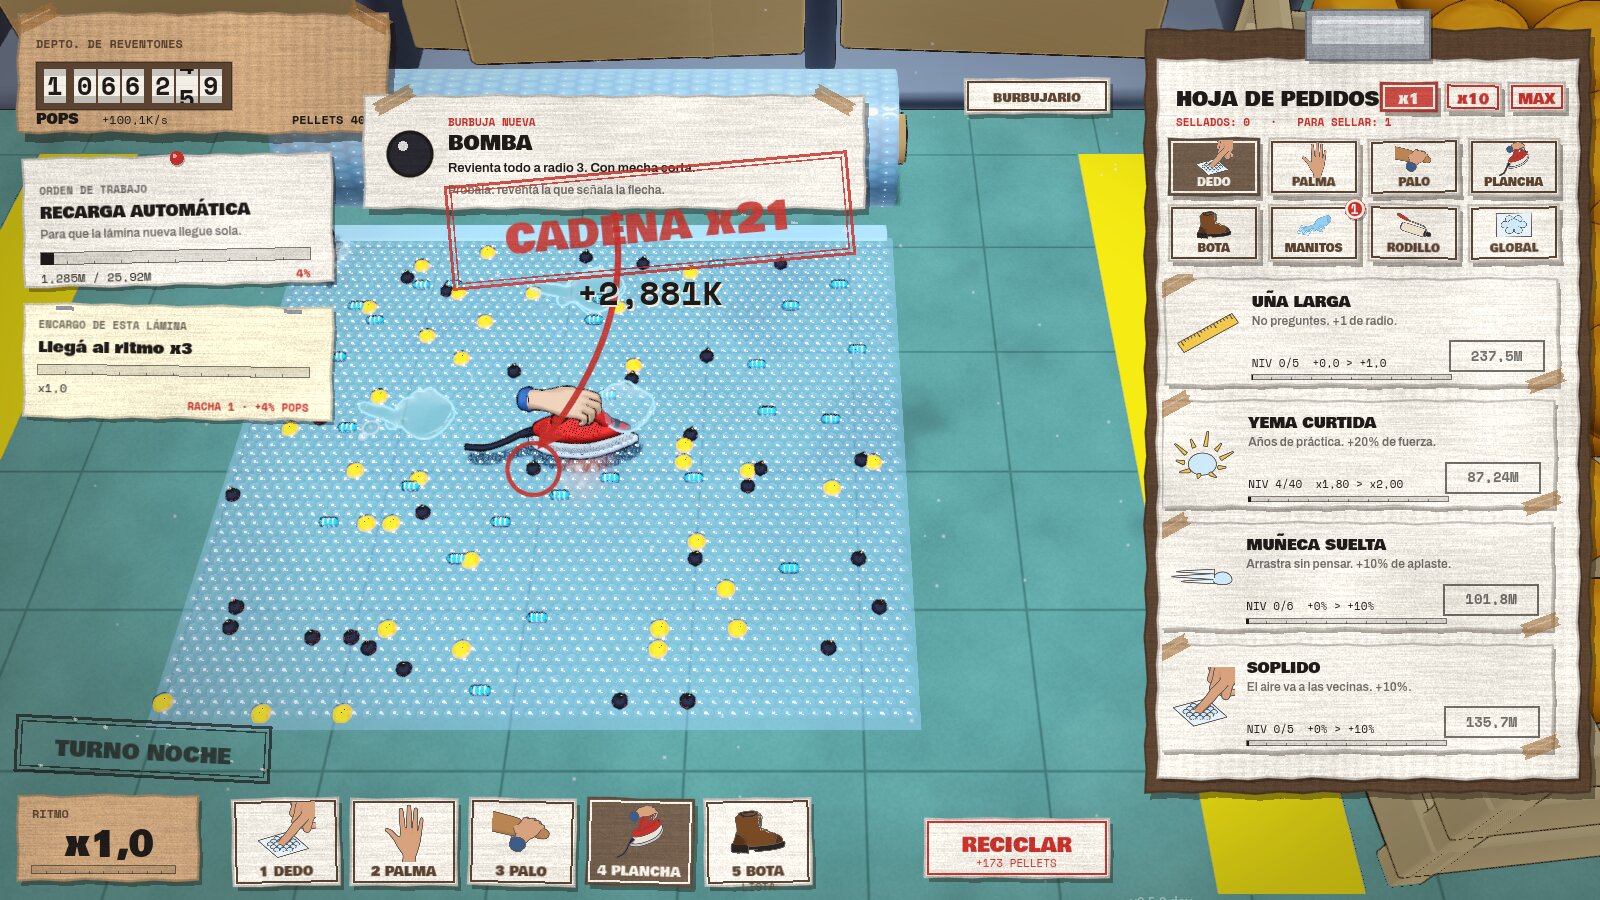 DEPTO. DE REVENTONES
1 066 2 9
POPS +100,1K/s PELLETS 40
ORDEN DE TRABAJO
RECARGA AUTOMÁTICA
Para que la lámina nueva llegue sola.
1,285M / 25,92M 4%
ENCARGO DE ESTA LÁMINA
Llegá al ritmo x3
x1,0
RACHA 1 · +4% POPS
BURBUJA NUEVA
BOMBA
Revienta todo a radio 3. Con mecha corta.
Probala: reventá la que señala la flecha.
CADENA x21
+2,881K
BURBUJARIO
HOJA DE PEDIDOS x1 x10 MAX
SELLADOS: 0 · PARA SELLAR: 1
DEDO PALMA PALO PLANCHA
BOTA MANITOS 1 RODILLO GLOBAL
UÑA LARGA
No preguntes. +1 de radio.
NIV 0/5 +0,0 > +1,0 237,5M
YEMA CURTIDA
Años de práctica. +20% de fuerza.
NIV 4/40 x1,80 > x2,00 87,24M
MUÑECA SUELTA
Arrastra sin pensar. +10% de aplaste.
NIV 0/6 +0% > +10% 101,8M
SOPLIDO
El aire va a las vecinas. +10%.
NIV 0/5 +0% > +10% 135,7M
TURNO NOCHE
RITMO
x1,0
1 DEDO 2 PALMA 3 PALO 4 PLANCHA 5 BOTA
LISTA
RECICLAR
+173 PELLETS